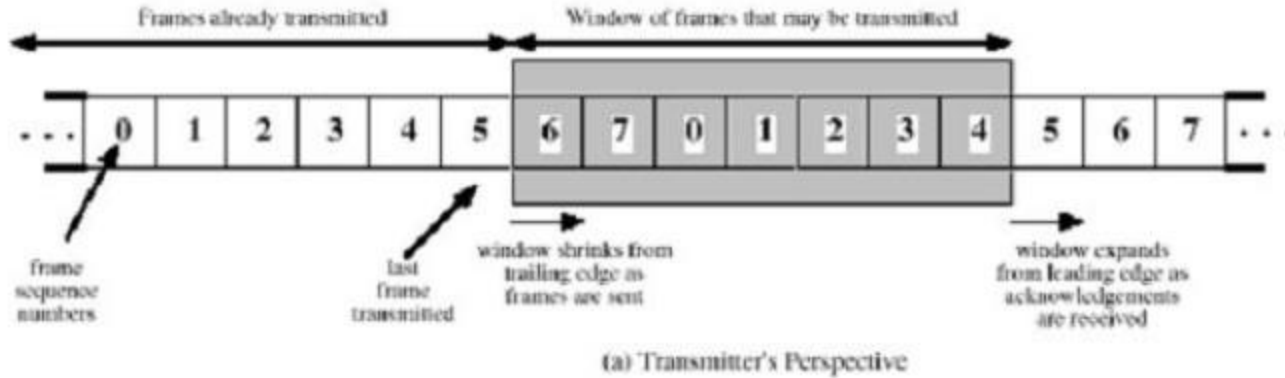 Frames already transmitted
Window of frames that may be transmitted
· · · 0 1 2 3 4 5 6 7 0 1 2 3 4 5 6 7 · ·
frame
sequence
numbers
last
frame
transmitted
window shrinks from
trailing edge as
frames are sent
window expands
from leading edge as
acknowledgements
are received
(a) Transmitter's Perspective